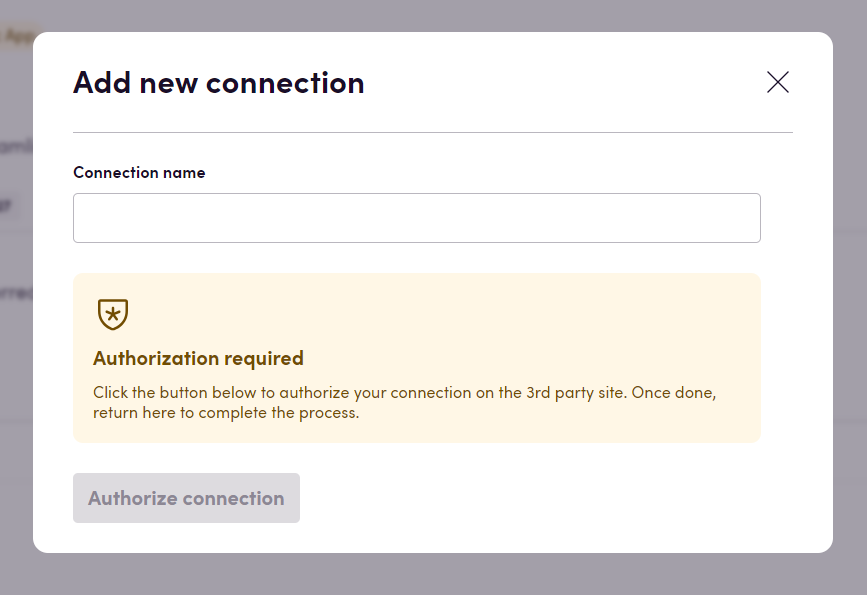 App
Add new connection
Connection name
Authorization required
Click the button below to authorize your connection on the 3rd party site. Once done,
return here to complete the process.
Authorize connection